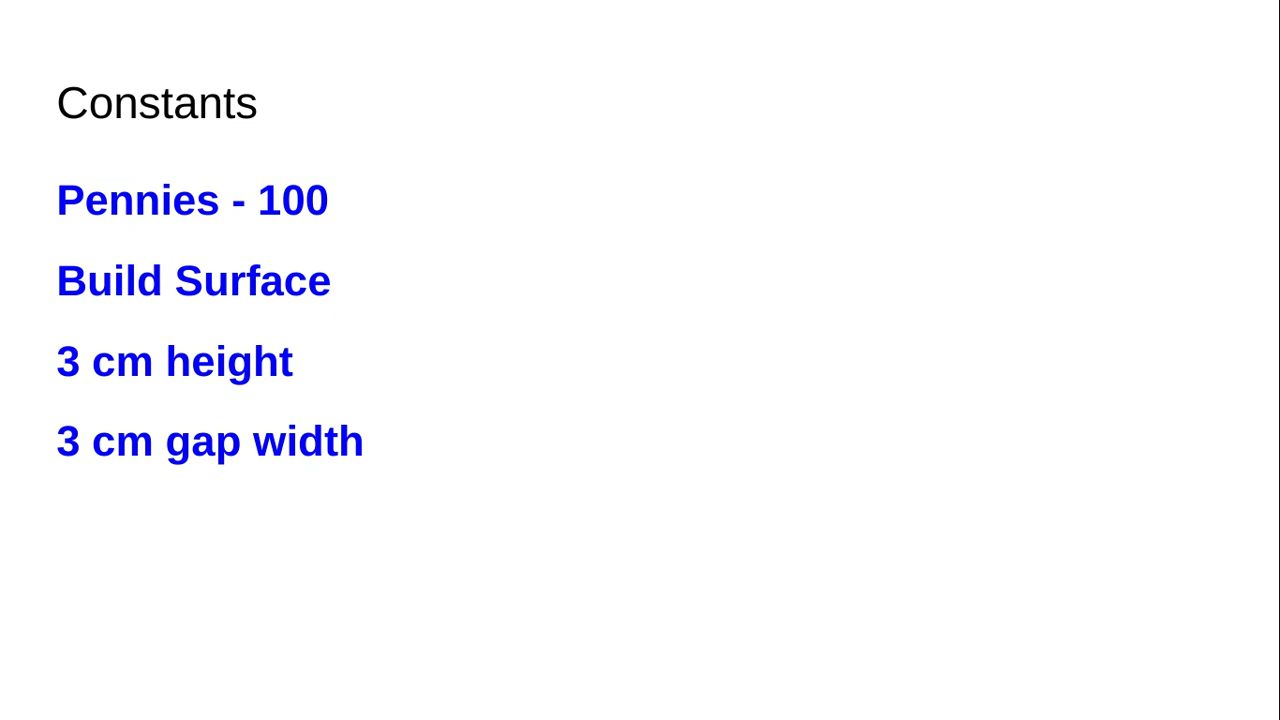 Constants
Pennies - 100
Build Surface
3 cm height
3 cm gap width